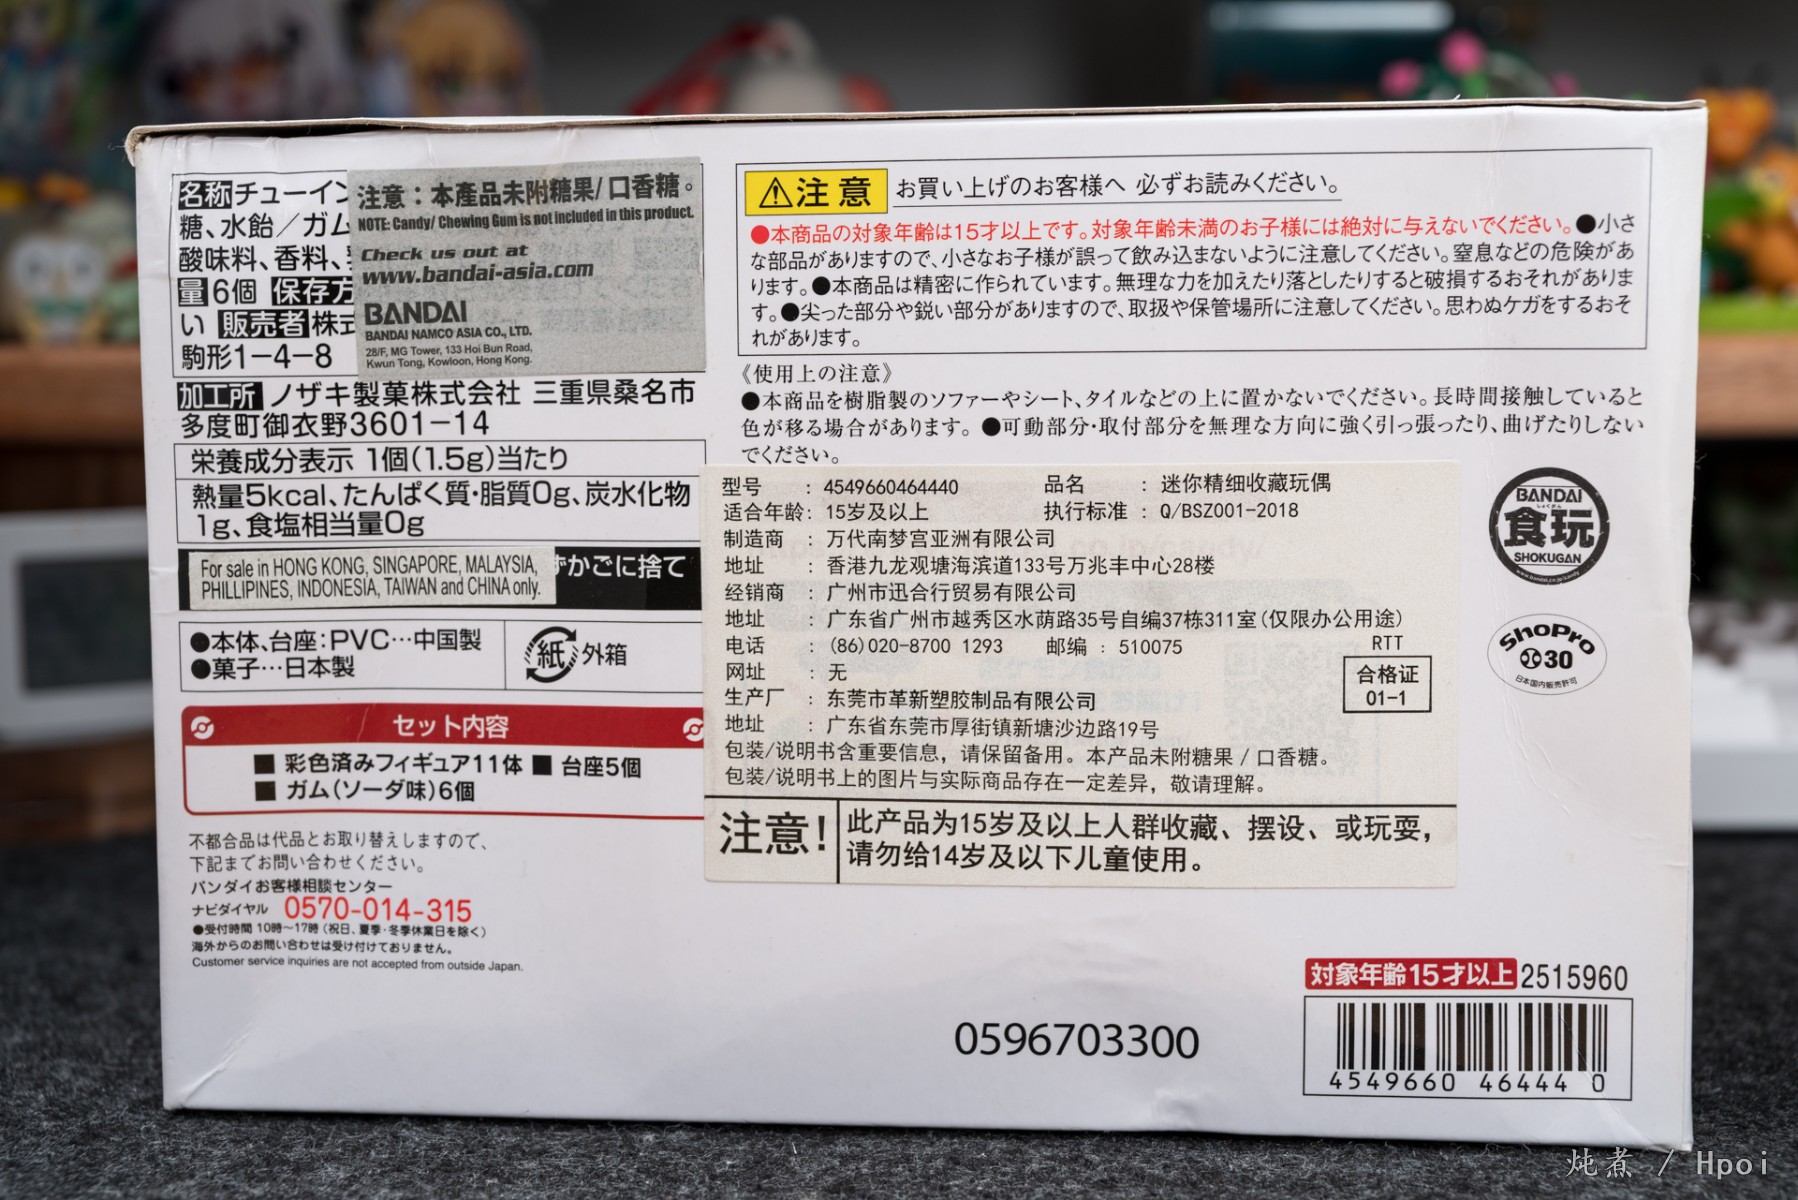 名称 チューイン
糖、水飴／ガム
酸味料、香料、
量 6個 保存方
い 販売者 株式
駒形1−4−8
注意：本產品未附糖果/口香糖。
NOTE: Candy/ Chewing Gum is not included in this product.
Check us out at
www.bandai-asia.com
BANDAI
BANDAI NAMCO ASIA CO., LTD.
28/F, MG Tower, 133 Hoi Bun Road,
Kwun Tong, Kowloon, Hong Kong.
加工所 ノザキ製菓株式会社 三重県桑名市
多度町御衣野3601−14
栄養成分表示 1個(1.5g)当たり
熱量5kcal、たんぱく質・脂質0g、炭水化物
1g、食塩相当量0g
For sale in HONG KONG, SINGAPORE, MALAYSIA,
PHILLIPINES, INDONESIA, TAIWAN and CHINA only.
ずかごに捨て
●本体、台座：PVC…中国製
●菓子…日本製
紙 外箱
セット内容
■ 彩色済みフィギュア11体 ■ 台座5個
■ ガム(ソーダ味)6個
不都合品は代品とお取り替えしますので、
下記までお問い合わせください。
バンダイお客様相談センター
ナビダイヤル 0570-014-315
●受付時間 10時〜17時(祝日、夏季・冬季休業日を除く)
海外からのお問い合わせは受け付けておりません。
Customer service inquiries are not accepted from outside Japan.
注意 お買い上げのお客様へ 必ずお読みください。
●本商品の対象年齢は15才以上です。対象年齢未満のお子様には絶対に与えないでください。●小さ
な部品がありますので、小さなお子様が誤って飲み込まないように注意してください。窒息などの危険があ
ります。●本商品は精密に作られています。無理な力を加えたり落としたりすると破損するおそれがありま
す。●尖った部分や鋭い部分がありますので、取扱や保管場所に注意してください。思わぬケガをするおそ
れがあります。
《使用上の注意》
●本商品を樹脂製のソファーやシート、タイルなどの上に置かないでください。長時間接触していると
色が移る場合があります。●可動部分・取付部分を無理な方向に強く引っ張ったり、曲げたりしない
でください。
型号 : 4549660464440 品名 : 迷你精细收藏玩偶
适合年龄: 15岁及以上 执行标准 : Q/BSZ001-2018
制造商 : 万代南梦宫亚洲有限公司
地址 : 香港九龙观塘海滨道133号万兆丰中心28楼
经销商 : 广州市迅合行贸易有限公司
地址 : 广东省广州市越秀区水荫路35号自编37栋311室(仅限办公用途)
电话 : (86)020-8700 1293 邮编 : 510075
网址 : 无
生产厂 : 东莞市革新塑胶制品有限公司
地址 : 广东省东莞市厚街镇新塘沙边路19号
包装/说明书含重要信息，请保留备用。本产品未附糖果/口香糖。
包装/说明书上的图片与实际商品存在一定差异，敬请理解。
RTT
合格证
01-1
注意! 此产品为15岁及以上人群收藏、摆设、或玩耍，
请勿给14岁及以下儿童使用。
BANDAI
しょくがん
食玩
SHOKUGAN
www.bandai.co.jp/candy
ShoPro
30
日本国内販売許可
対象年齢15才以上 2515960
0596703300
4549660 46444 0
炖煮 / Hpoi